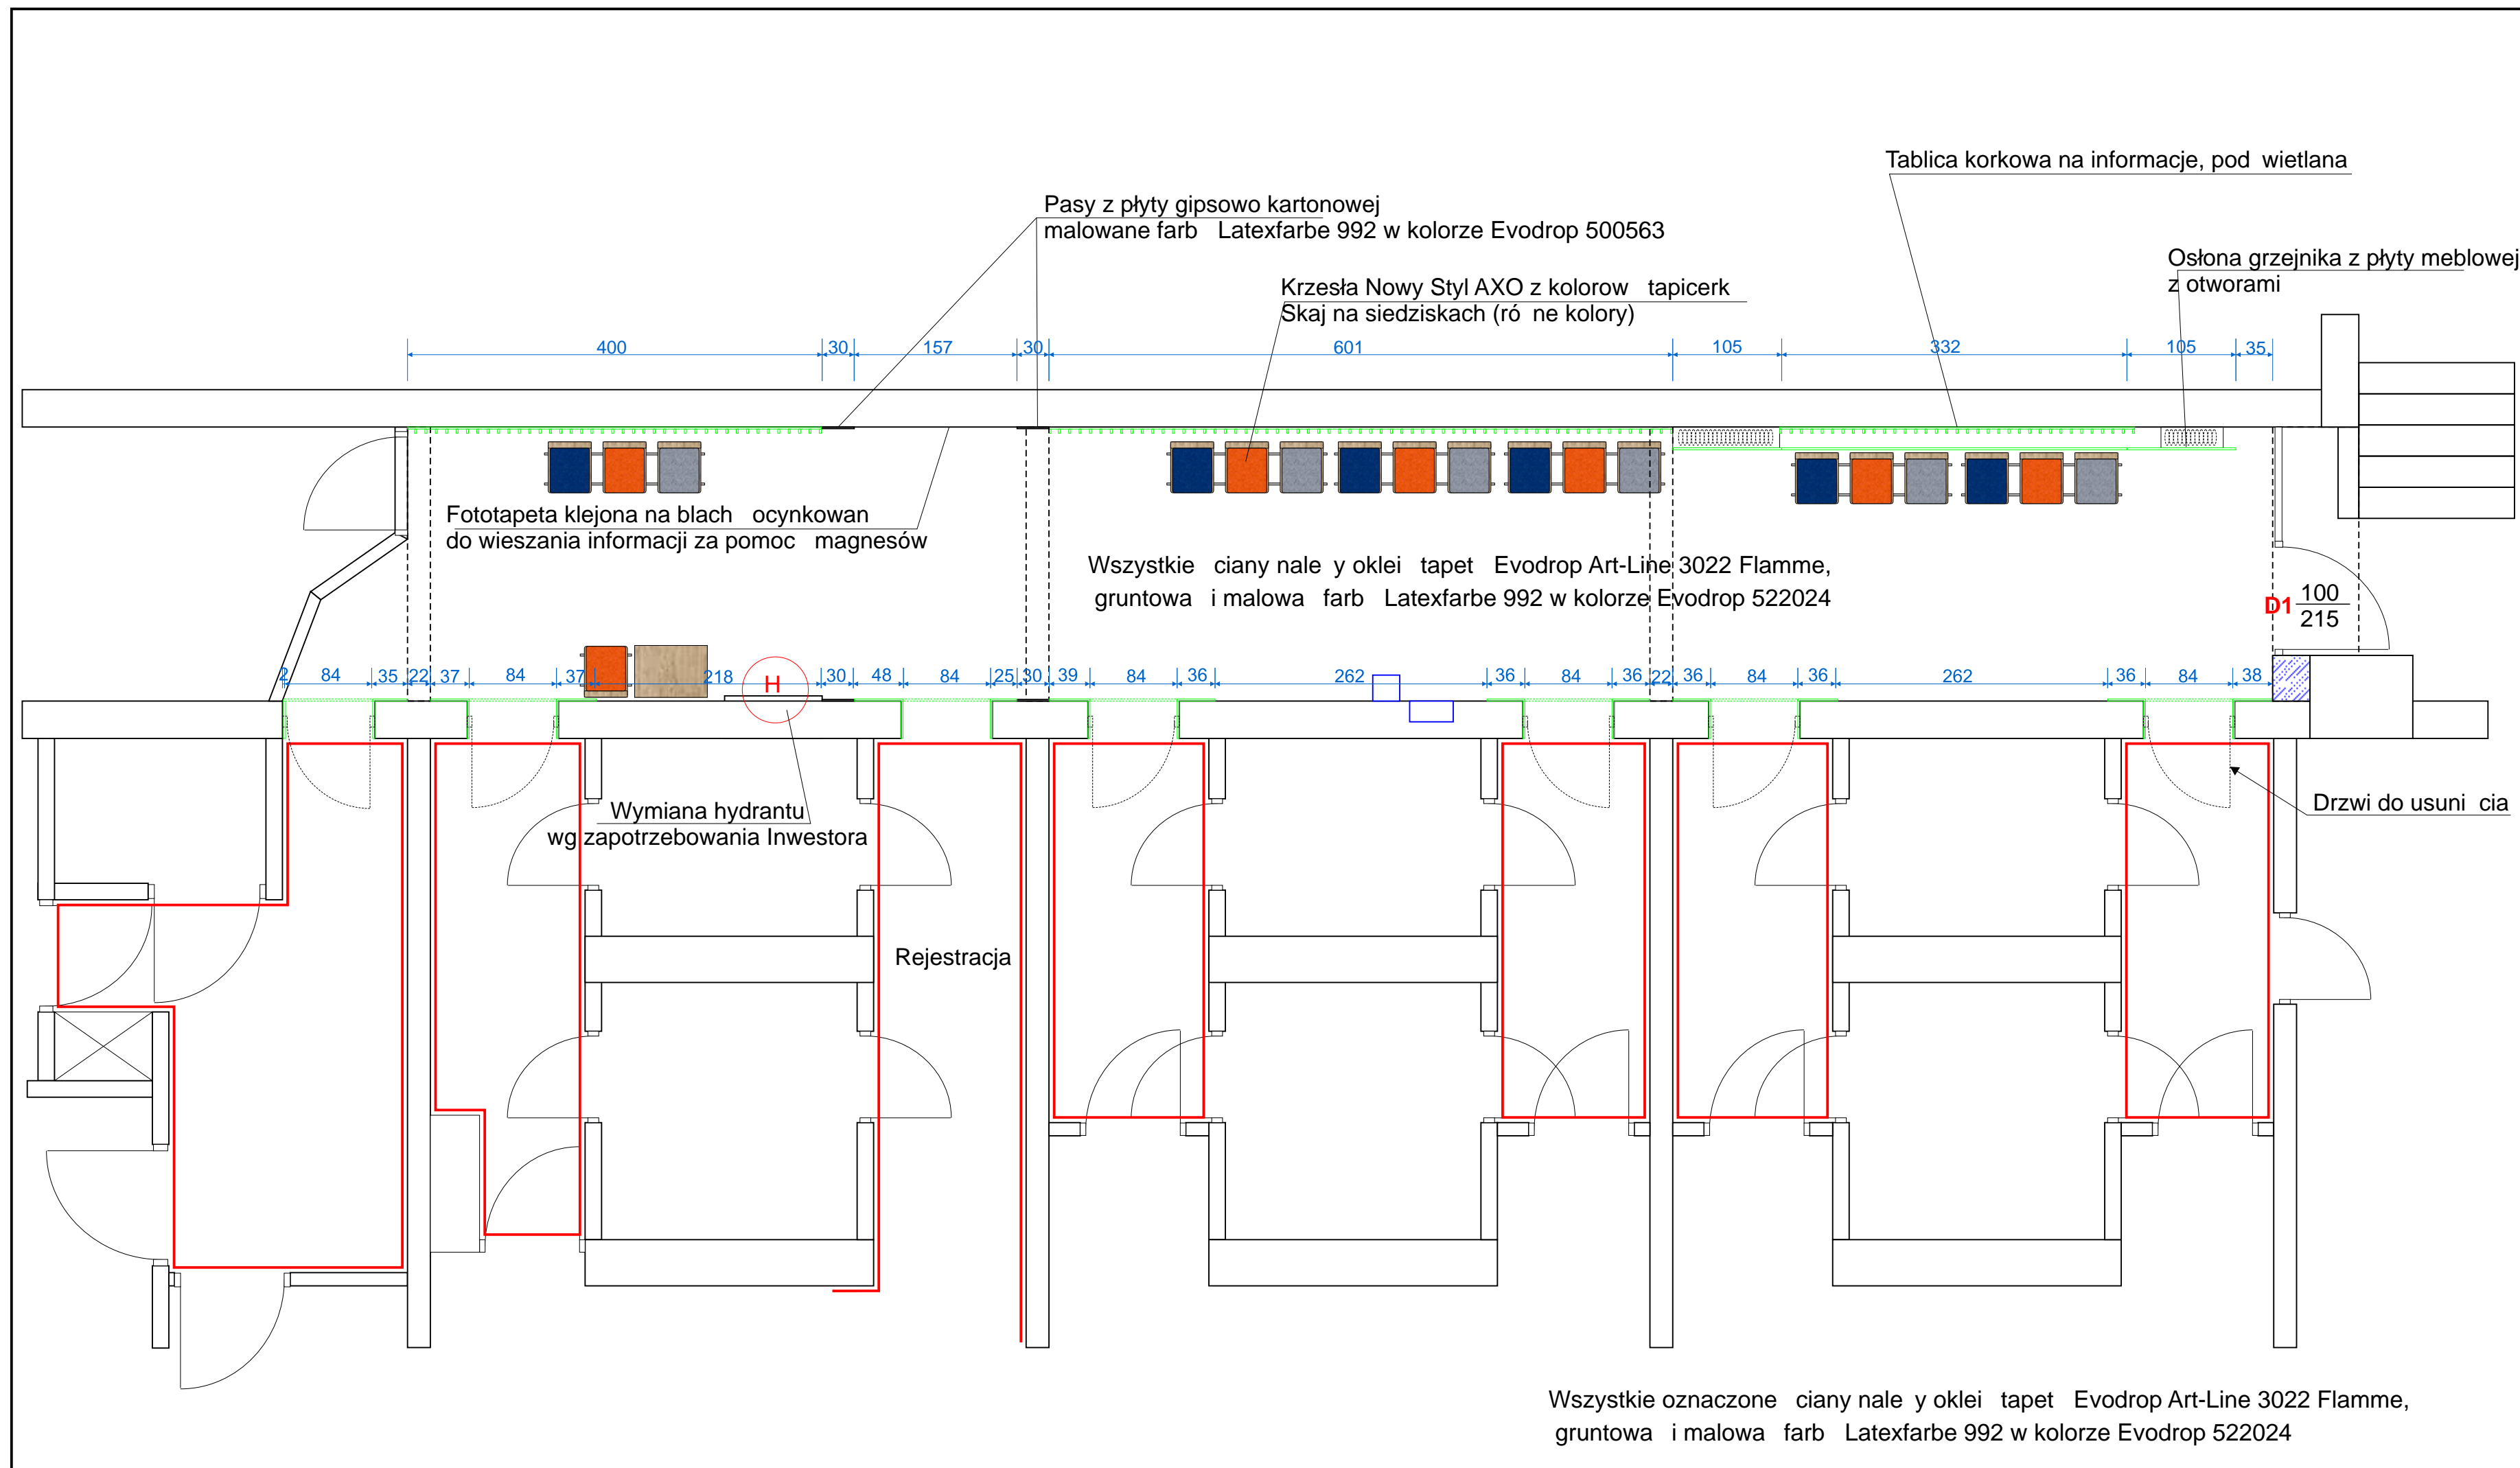 Tablica korkowa na informacje, pod wietlana
Pasy z płyty gipsowo kartonowej
malowane farb Latexfarbe 992 w kolorze Evodrop 500563
Osłona grzejnika z płyty meblowej
z otworami
Krzesła Nowy Styl AXO z kolorow tapicerk
Skaj na siedziskach (ró ne kolory)
400 30 157 30 601 105 332 105 35
Fototapeta klejona na blach ocynkowan
do wieszania informacji za pomoc magnesów
Wszystkie ciany nale y oklei tapet Evodrop Art-Line 3022 Flamme,
gruntowa i malowa farb Latexfarbe 992 w kolorze Evodrop 522024
D1 100
215
2 84 35 22 37 84 37 218 H 30 48 84 25 30 39 84 36 262 36 84 36 22 36 84 36 262 36 84 38
Wymiana hydrantu
wg zapotrzebowania Inwestora
Drzwi do usuni cia
Rejestracja
Wszystkie oznaczone ciany nale y oklei tapet Evodrop Art-Line 3022 Flamme,
gruntowa i malowa farb Latexfarbe 992 w kolorze Evodrop 522024